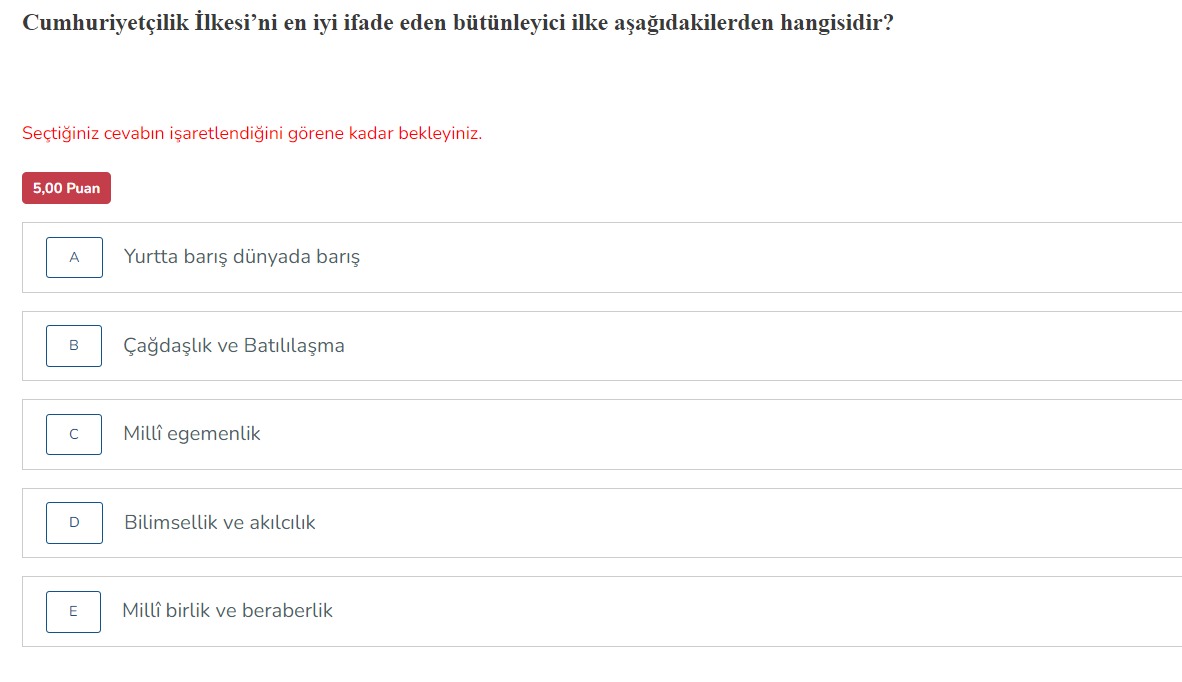 Cumhuriyetçilik İlkesi’ni en iyi ifade eden bütünleyici ilke aşağıdakilerden hangisidir?
Seçtiğiniz cevabın işaretlendiğini görene kadar bekleyiniz.
5,00 Puan
A Yurtta barış dünyada barış
B Çağdaşlık ve Batılılaşma
C Millî egemenlik
D Bilimsellik ve akılcılık
E Millî birlik ve beraberlik